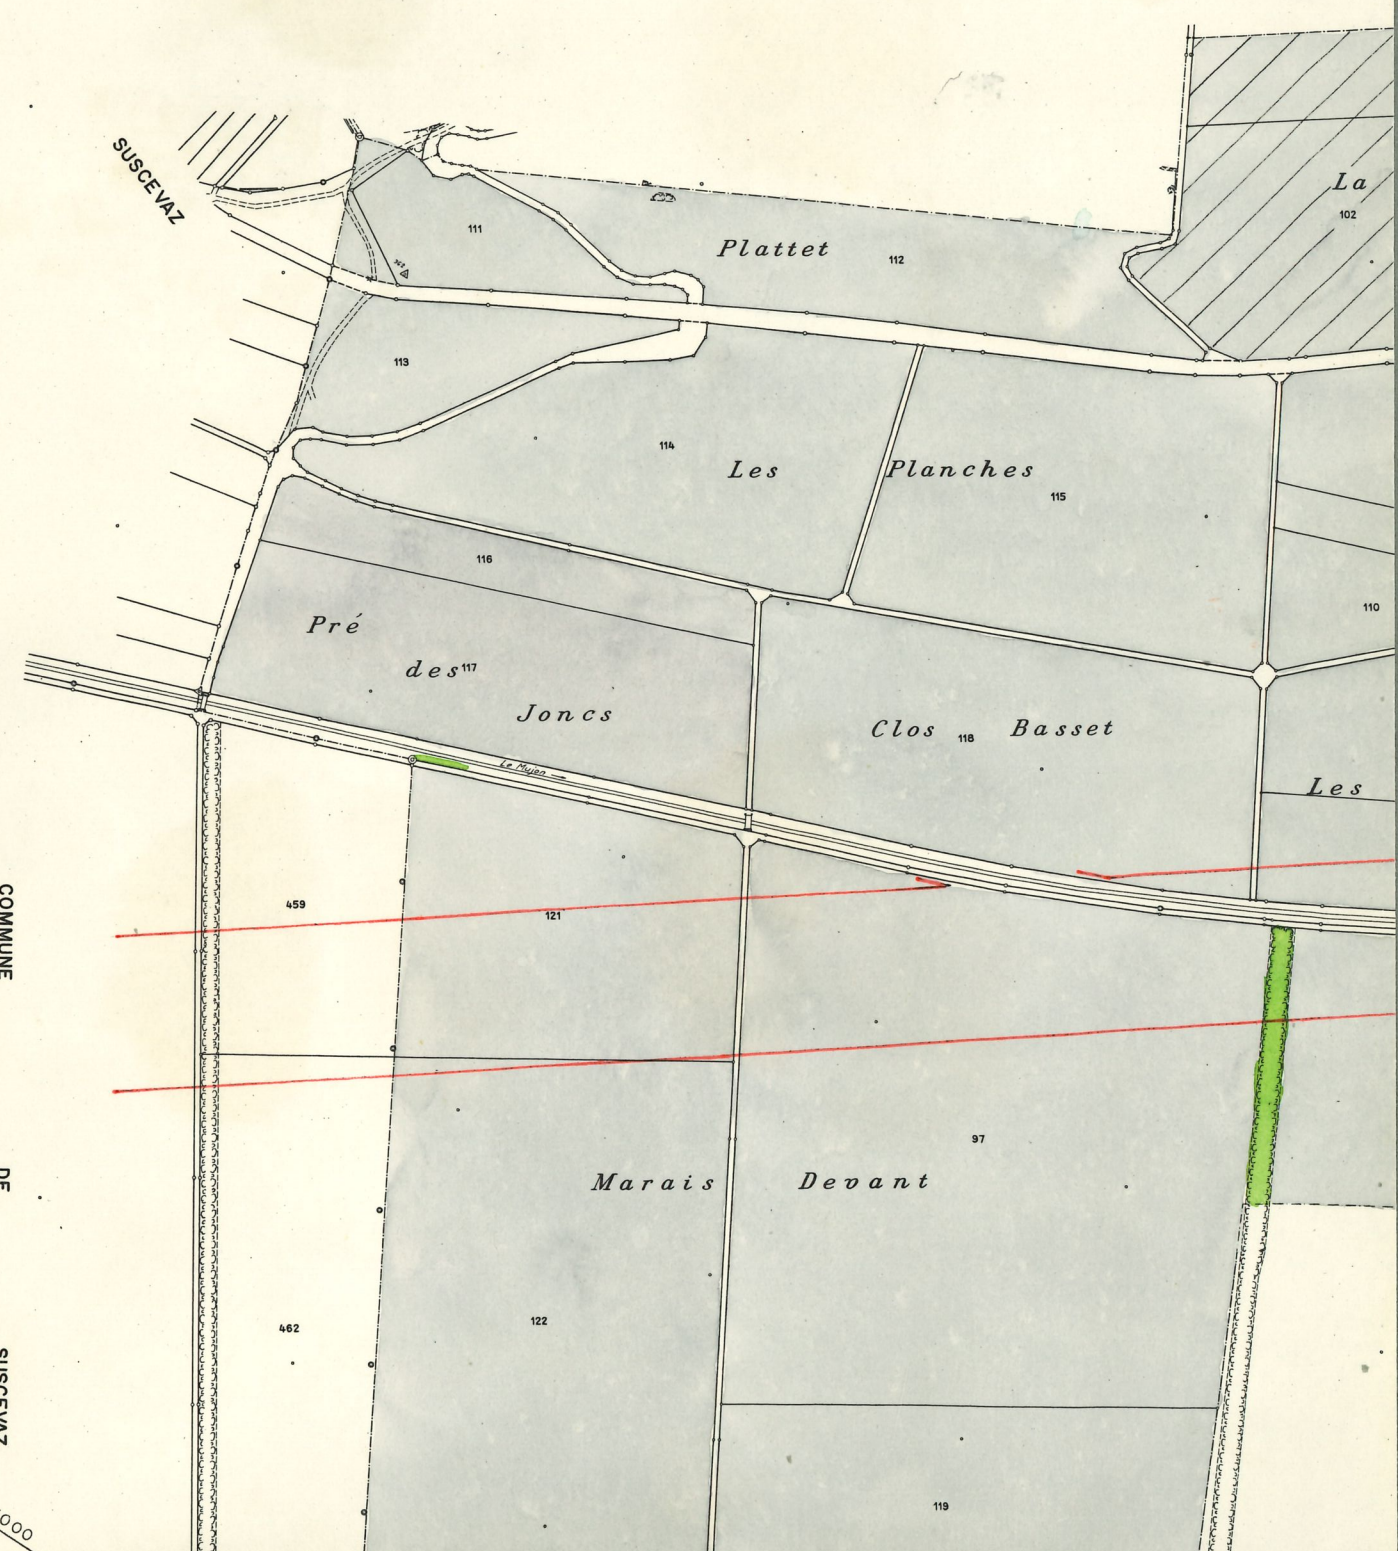 SUSCEVAZ
La
102
111
Plattet
112
113
114
Les Planches
115
116
110
Pré
des 117
Joncs
Clos 118 Basset
Le Mujon
Les
COMMUNE
DE
SUSCEVAZ
459
121
97
Marais Devant
462
122
119
000